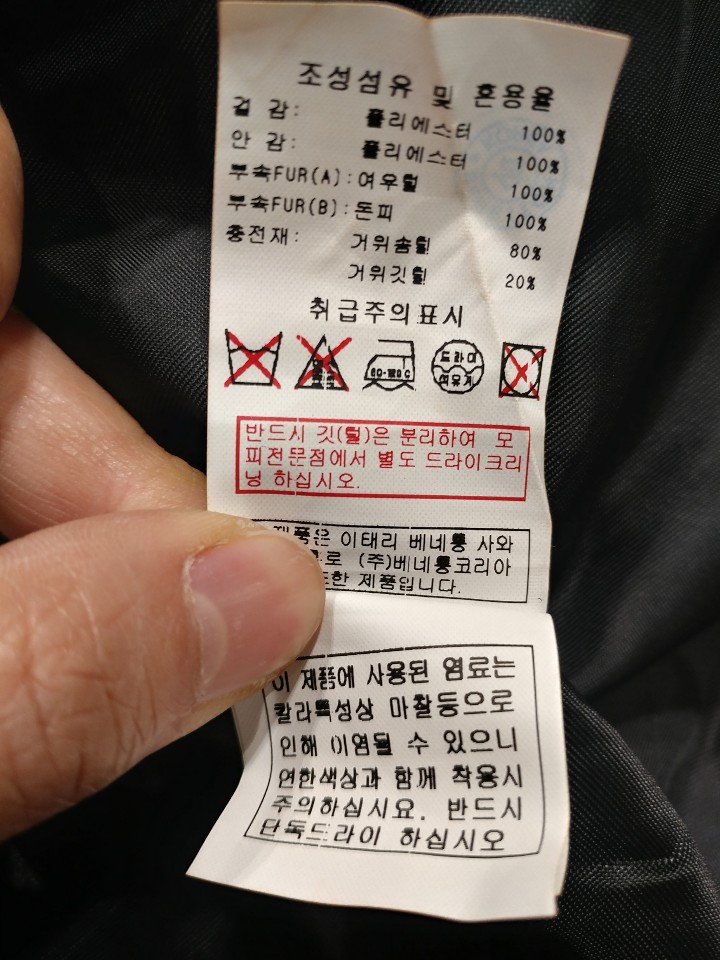 조성섬유 및 혼용율
겉 감: 폴리에스터 100%
안 감: 폴리에스터 100%
부속FUR(A):여우털 100%
부속FUR(B):돈피 100%
충전재: 거위솜털 80%
거위깃털 20%
취급주의표시
드라이
석유계
반드시 깃(털)은 분리하여 모
피전문점에서 별도 드라이크리
닝 하십시오.
제품은 이태리 베네통 사와
로 (주)베네통코리아
한 제품입니다.
이 제품에 사용된 염료는
칼라특성상 마찰등으로
인해 이염될 수 있으니
연한색상과 함께 착용시
주의하십시요. 반드시
단독드라이 하십시오